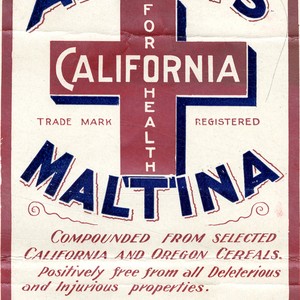 FOR HEALTH
CALIFORNIA
TRADE MARK REGISTERED
MALTINA
COMPOUNDED FROM SELECTED
CALIFORNIA AND OREGON CEREALS.
Positively free from all Deleterious
and Injurious properties.